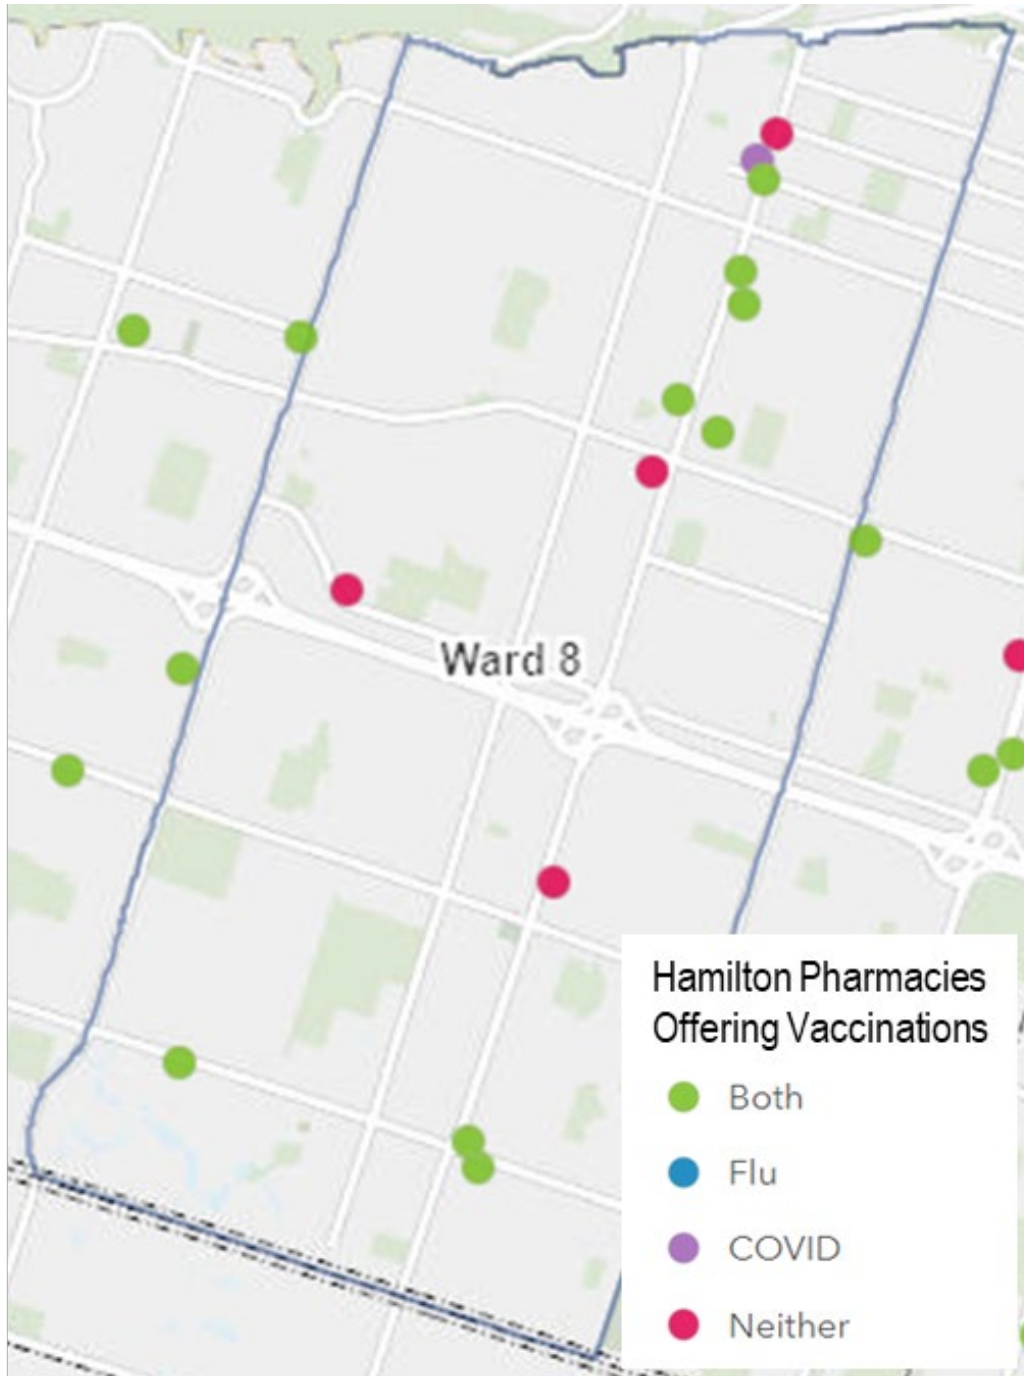 Ward 8
Hamilton Pharmacies
Offering Vaccinations
Both
Flu
COVID
Neither